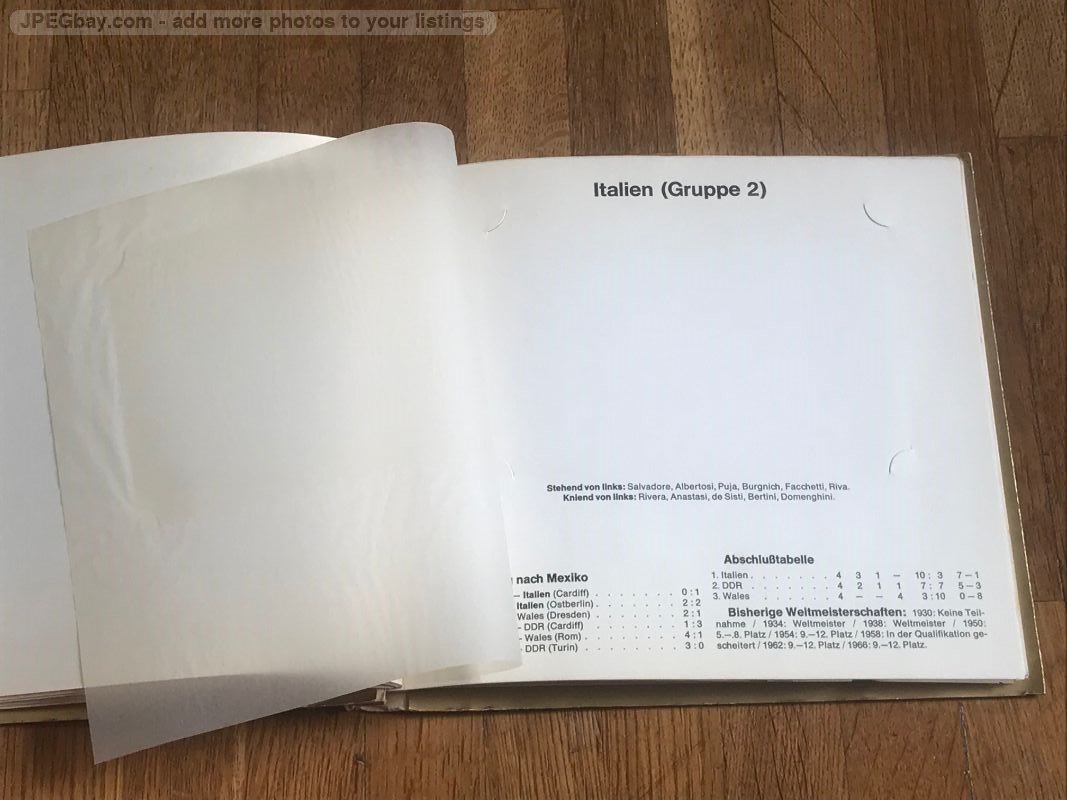 JPEGbay.com - add more photos to your listings
Italien (Gruppe 2)
Stehend von links: Salvadore, Albertosi, Puja, Burgnich, Facchetti, Riva.
Kniend von links: Rivera, Anastasi, de Sisti, Bertini, Domenghini.
nach Mexiko
– Italien (Cardiff) . . . . . . . 0 : 1
Italien (Ostberlin) . . . . . . . 2 : 2
Wales (Dresden) . . . . . . . 2 : 1
- DDR (Cardiff) . . . . . . . 1 : 3
- Wales (Rom) . . . . . . . 4 : 1
- DDR (Turin) . . . . . . . 3 : 0
Abschlußtabelle
1. Italien . . . . . . . 4 3 1 – 10 : 3 7 – 1
2. DDR . . . . . . . 4 2 1 1 7 : 7 5 – 3
3. Wales . . . . . . . 4 – – 4 3 : 10 0 – 8
Bisherige Weltmeisterschaften: 1930: Keine Teil-
nahme / 1934: Weltmeister / 1938: Weltmeister / 1950:
5.–.8. Platz / 1954: 9.–12. Platz / 1958: In der Qualifikation ge-
scheitert / 1962: 9.–12. Platz / 1966: 9.–12. Platz.